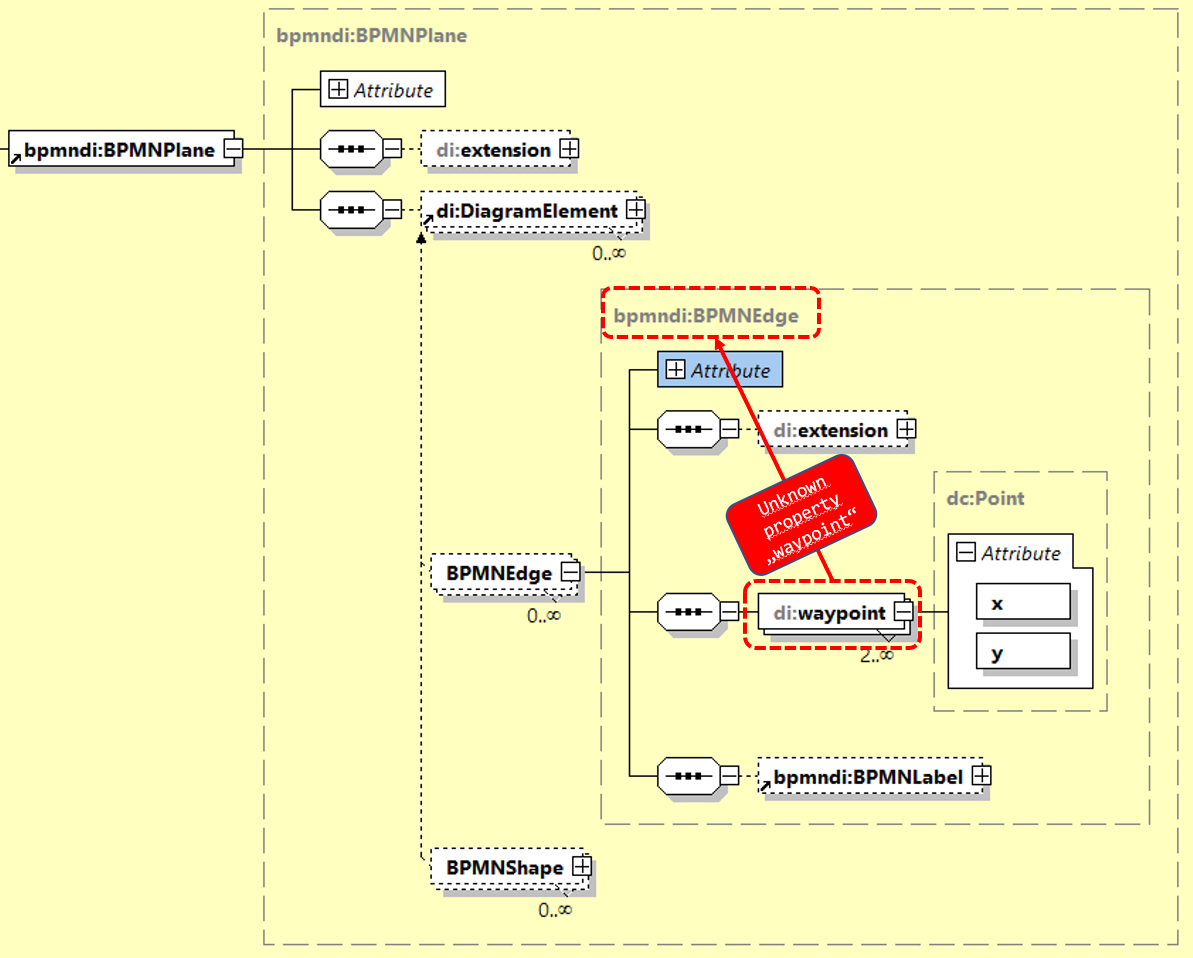 bpmndi:BPMNPlane
Attribute
bpmndi:BPMNPlane
di:extension
di:DiagramElement
0..∞
bpmndi:BPMNEdge
Attribute
di:extension
Unknown
property
„waypoint“
dc:Point
Attribute
BPMNEdge
0..∞
di:waypoint
2..∞
x
y
bpmndi:BPMNLabel
BPMNShape
0..∞